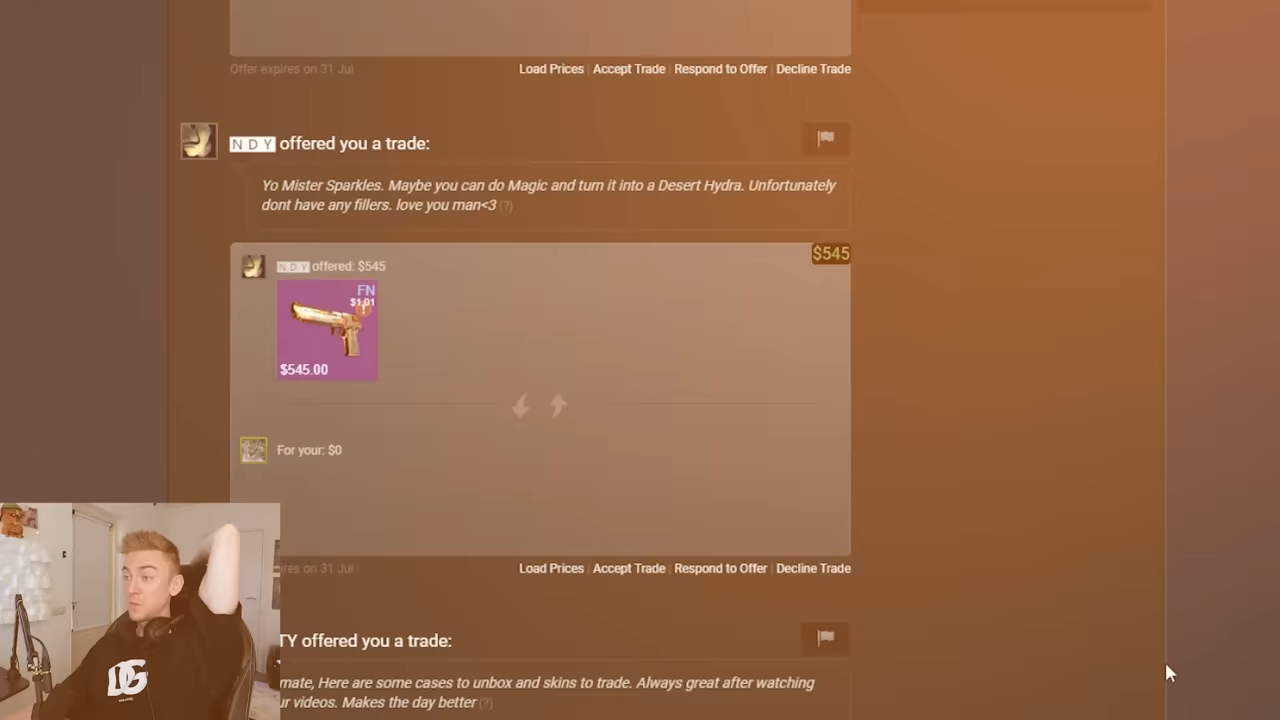 Offer expires on 31 Jul
Load Prices | Accept Trade | Respond to Offer | Decline Trade
N D Y offered you a trade:
Yo Mister Sparkles. Maybe you can do Magic and turn it into a Desert Hydra. Unfortunately
dont have any fillers. love you man<3 (?)
$545
N D Y offered: $545
FN
$1.91
$545.00
For your: $0
ires on 31 Jul
Load Prices | Accept Trade | Respond to Offer | Decline Trade
TY offered you a trade:
mate, Here are some cases to unbox and skins to trade. Always great after watching
ur videos. Makes the day better (?)
DG